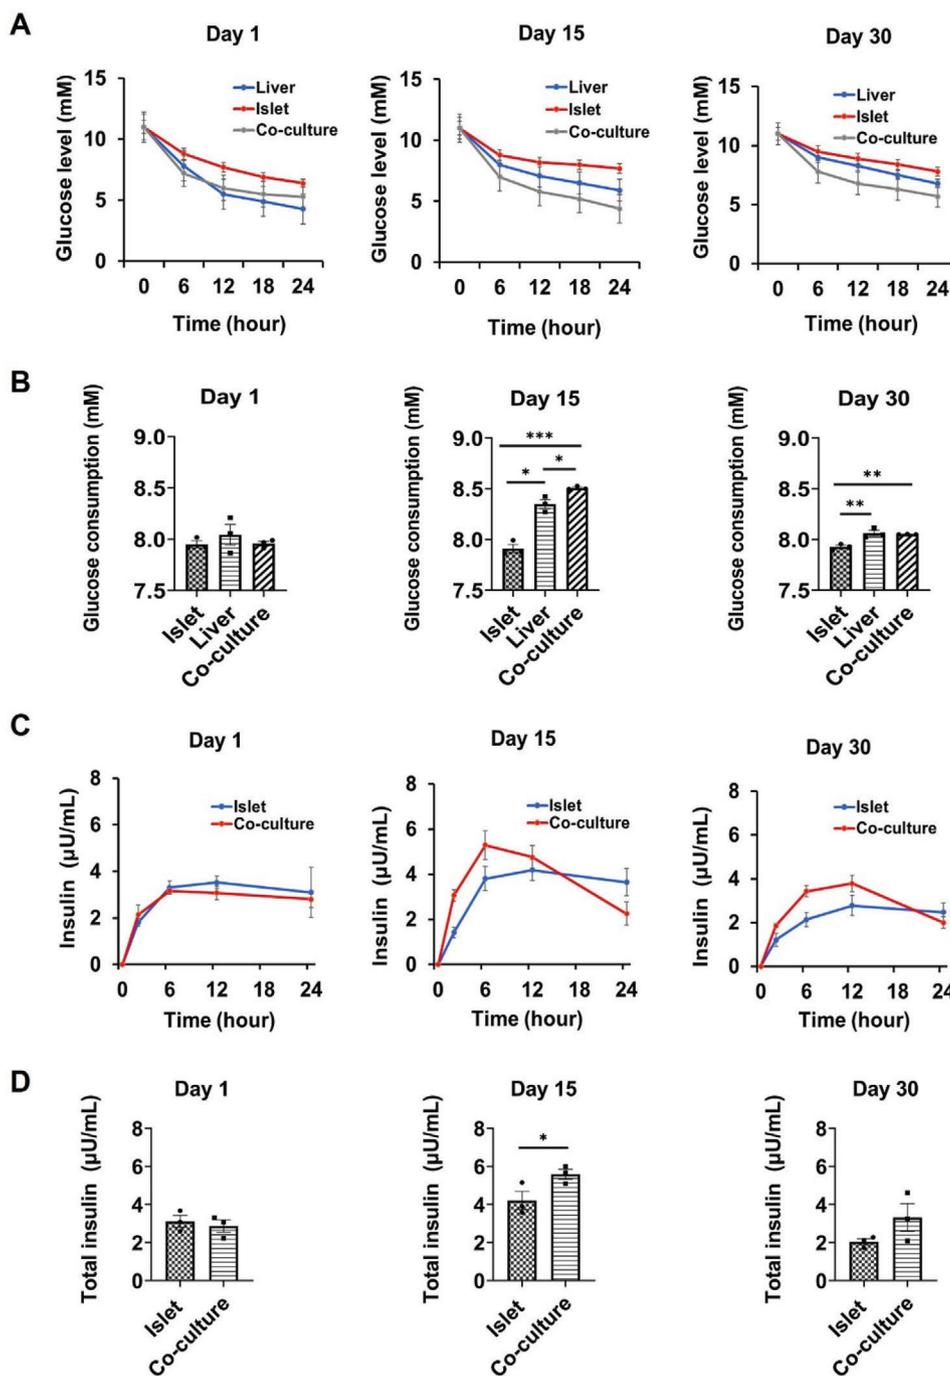 A
Day 1
Day 15
Day 30
Glucose level (mM)
15
10
5
0
Liver
Islet
Co-culture
0 6 12 18 24
Time (hour)
Glucose level (mM)
15
10
5
0
Liver
Islet
Co-culture
0 6 12 18 24
Time (hour)
Glucose level (mM)
15
10
5
0
Liver
Islet
Co-culture
0 6 12 18 24
Time (hour)
B
Day 1
Day 15
Day 30
Glucose consumption (mM)
9.0
8.5
8.0
7.5
Islet
Liver
Co-culture
Glucose consumption (mM)
9.0
8.5
8.0
7.5
***
*
*
Islet
Liver
Co-culture
Glucose consumption (mM)
9.0
8.5
8.0
7.5
**
**
Islet
Liver
Co-culture
C
Day 1
Day 15
Day 30
Insulin (µU/mL)
8
6
4
2
0
Islet
Co-culture
0 6 12 18 24
Time (hour)
Insulin (µU/mL)
8
6
4
2
0
Islet
Co-culture
0 6 12 18 24
Time (hour)
Insulin (µU/mL)
8
6
4
2
0
Islet
Co-culture
0 6 12 18 24
Time (hour)
D
Day 1
Day 15
Day 30
Total insulin (µU/mL)
8
6
4
2
0
Islet
Co-culture
Total insulin (µU/mL)
8
6
4
2
0
*
Islet
Co-culture
Total insulin (µU/mL)
8
6
4
2
0
Islet
Co-culture